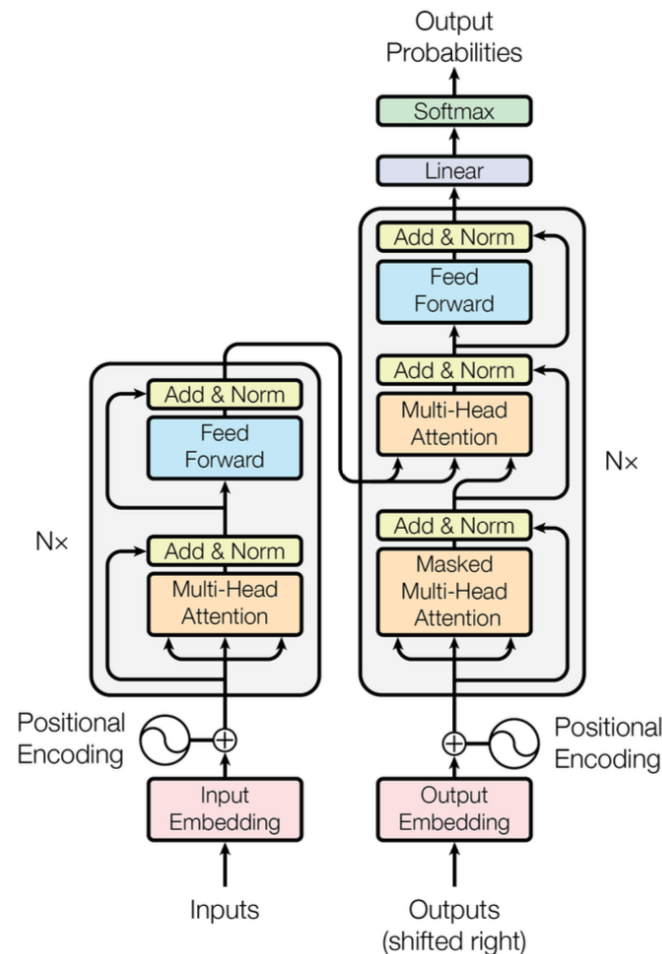 Output
Probabilities
Softmax
Linear
Add & Norm
Feed
Forward
Add & Norm
Multi-Head
Attention
Add & Norm
Masked
Multi-Head
Attention
N×
Add & Norm
Feed
Forward
Add & Norm
Multi-Head
Attention
N×
Positional
Encoding
Positional
Encoding
Input
Embedding
Output
Embedding
Inputs
Outputs
(shifted right)